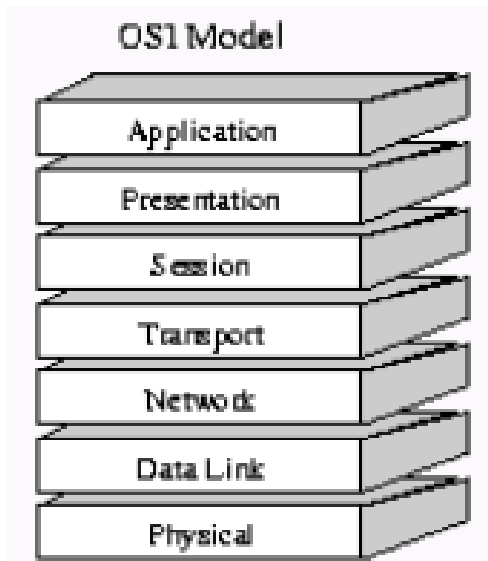 OSI Model
Application
Presentation
Session
Transport
Network
Data Link
Physical